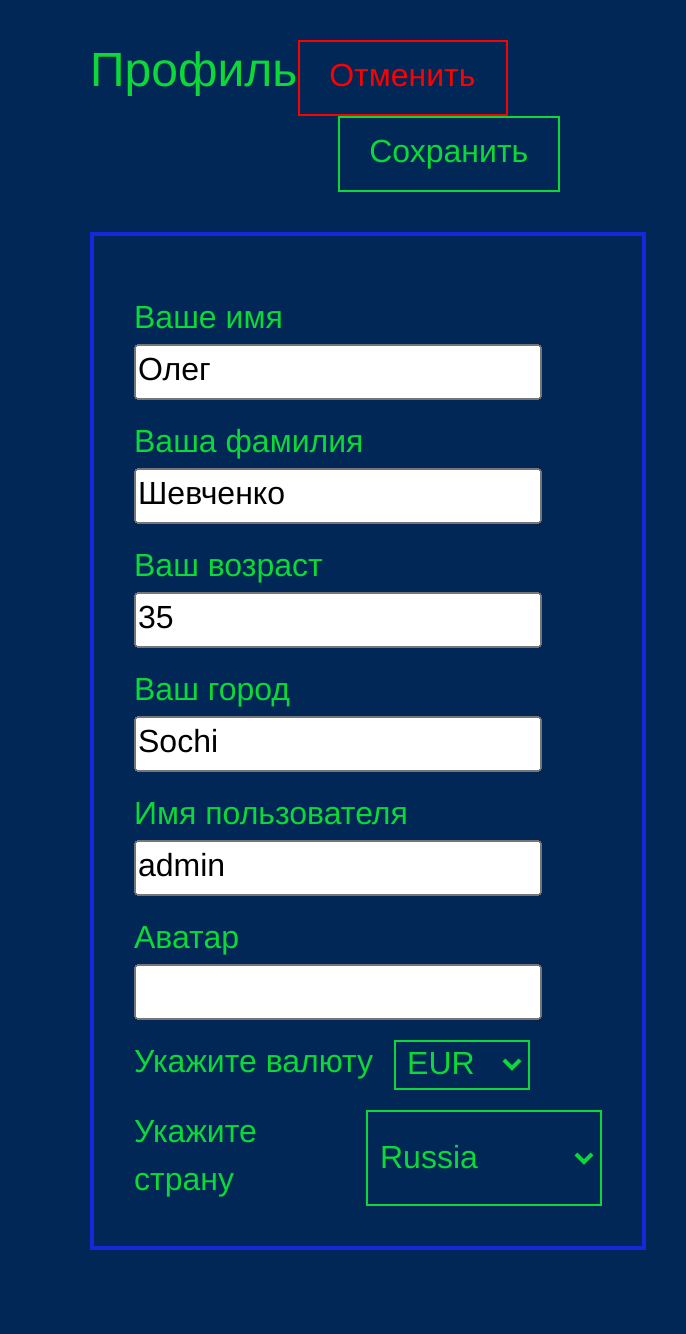 Профиль
Отменить
Сохранить
Ваше имя
Олег
Ваша фамилия
Шевченко
Ваш возраст
35
Ваш город
Sochi
Имя пользователя
admin
Аватар
Укажите валюту EUR
Укажите
страну
Russia